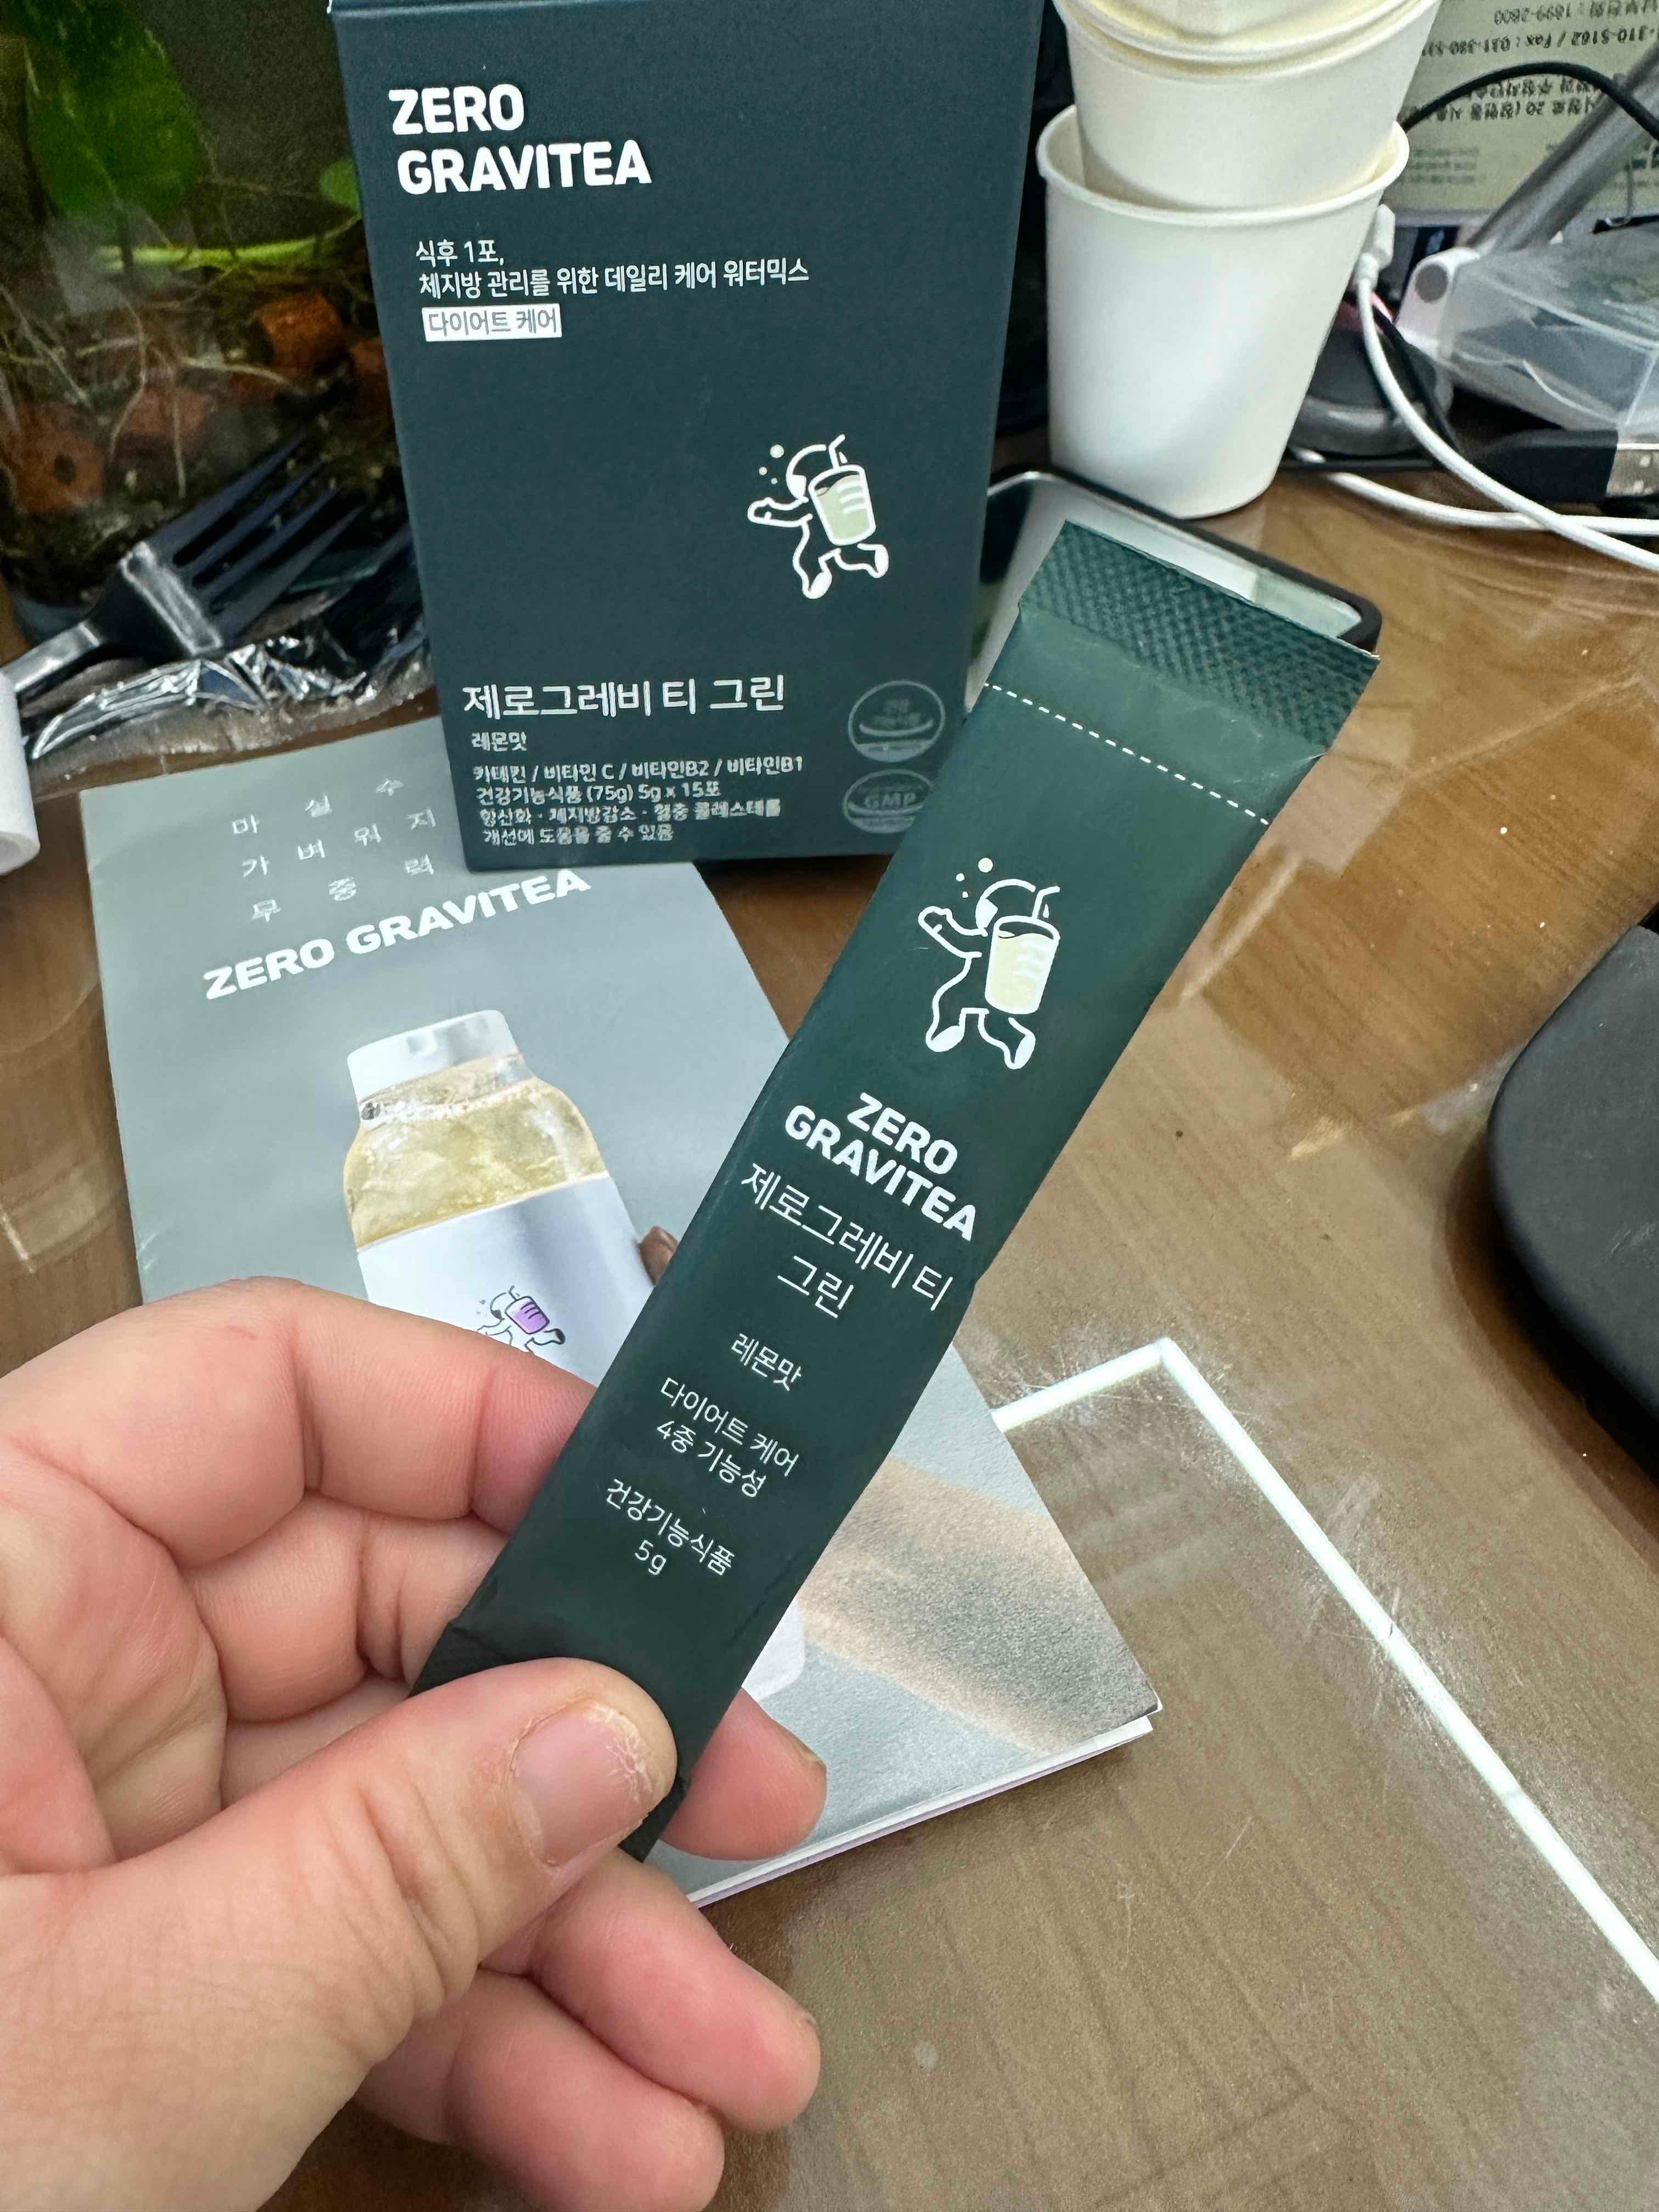 ZERO
GRAVITEA
식후 1포,
체지방 관리를 위한 데일리 케어 워터믹스
다이어트 케어
제로그레비 티 그린
레몬맛
카테킨 / 비타민 C / 비타민B2 / 비타민B1
건강기능식품 (75g) 5g x 15포
항산화 · 체지방감소 · 혈중 콜레스테롤
개선에 도움을 줄 수 있음
GMP
마실수
가벼워지
무중력
ZERO GRAVITEA
ZERO
GRAVITEA
제로그레비 티
그린
레몬맛
다이어트 케어
4중 기능성
건강기능식품
5g